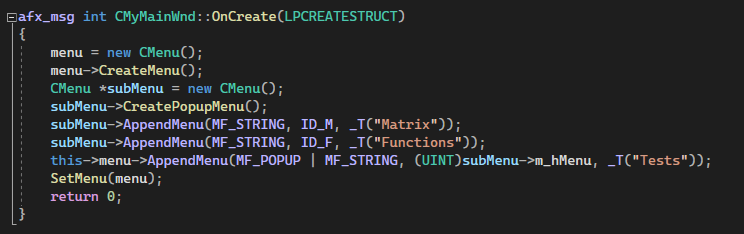 afx_msg int CMyMainWnd::OnCreate(LPCREATESTRUCT)
{
menu = new CMenu();
menu->CreateMenu();
CMenu *subMenu = new CMenu();
subMenu->CreatePopupMenu();
subMenu->AppendMenu(MF_STRING, ID_M, _T("Matrix"));
subMenu->AppendMenu(MF_STRING, ID_F, _T("Functions"));
this->menu->AppendMenu(MF_POPUP | MF_STRING, (UINT)subMenu->m_hMenu, _T("Tests"));
SetMenu(menu);
return 0;
}